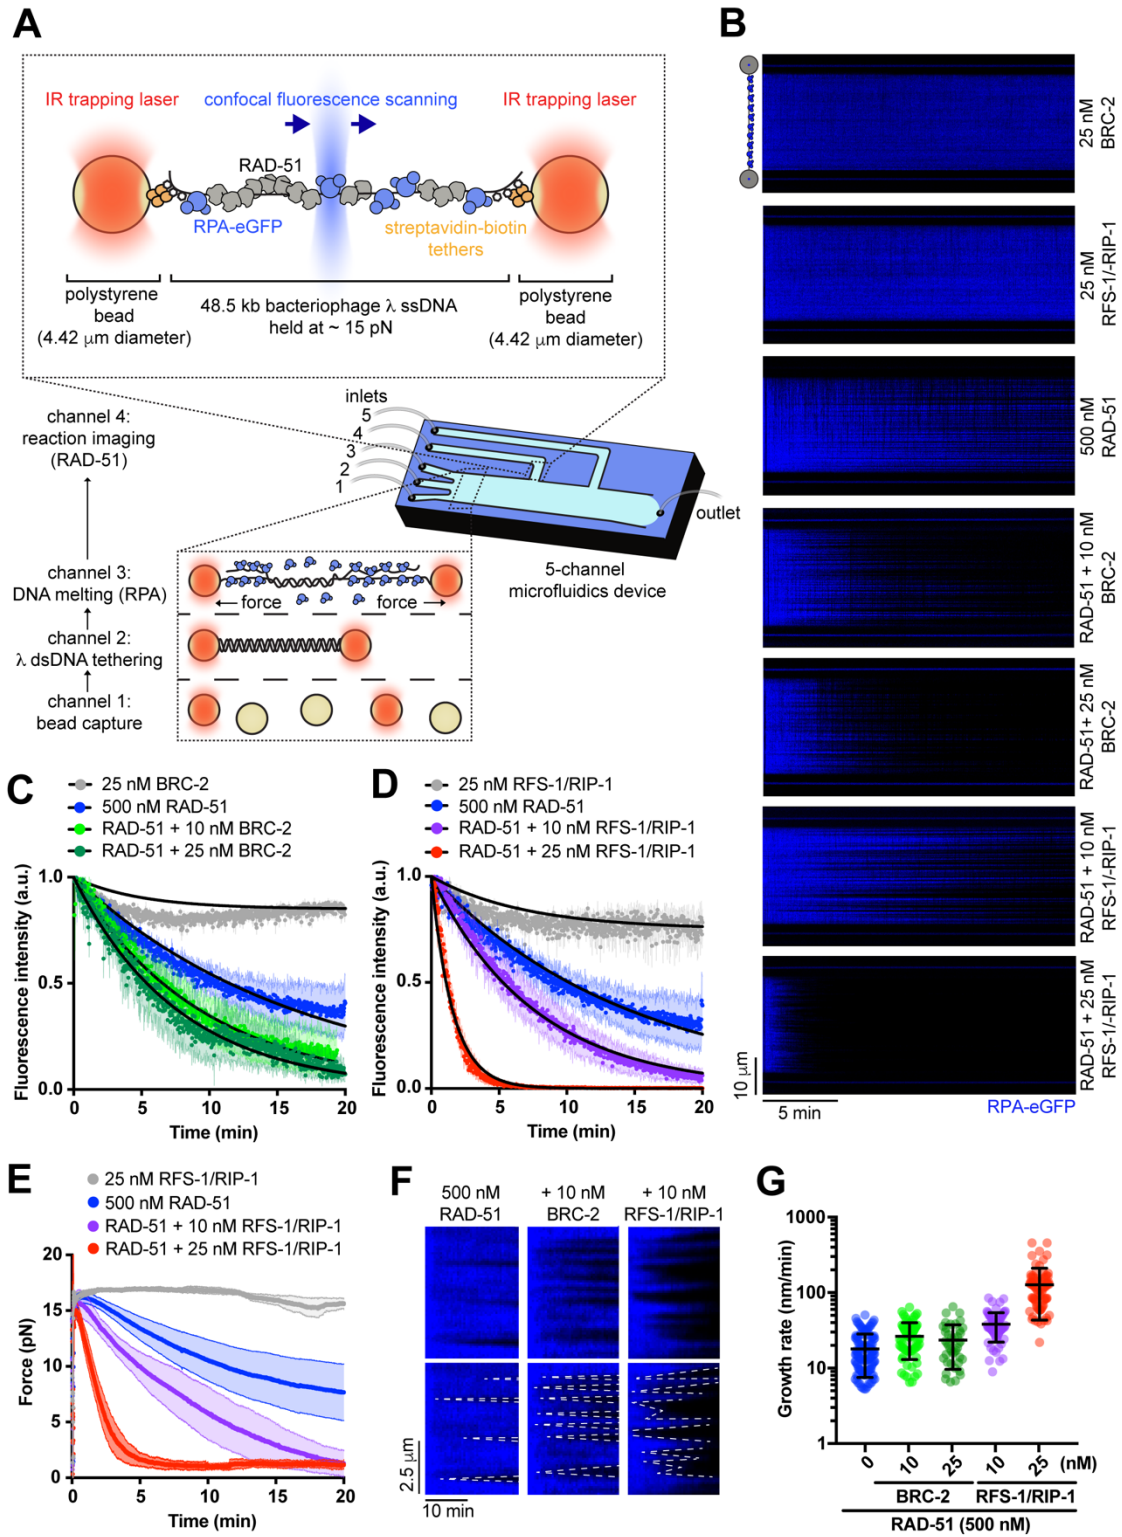 A
IR trapping laser
confocal fluorescence scanning
IR trapping laser
RAD-51
RPA-eGFP
streptavidin-biotin
tethers
polystyrene
bead
(4.42 μm diameter)
48.5 kb bacteriophage λ ssDNA
held at ~ 15 pN
polystyrene
bead
(4.42 μm diameter)
channel 4:
reaction imaging
(RAD-51)
channel 3:
DNA melting (RPA)
channel 2:
λ dsDNA tethering
channel 1:
bead capture
inlets
5
4
3
2
1
outlet
5-channel
microfluidics device
force
force
B
25 nM
BRC-2
25 nM
RFS-1/-RIP-1
500 nM
RAD-51
RAD-51 + 10 nM
BRC-2
RAD-51+ 25 nM
BRC-2
RAD-51 + 10 nM
RFS-1/-RIP-1
RAD-51 + 25 nM
RFS-1/-RIP-1
10 μm
5 min
RPA-eGFP
C
25 nM BRC-2
500 nM RAD-51
RAD-51 + 10 nM BRC-2
RAD-51 + 25 nM BRC-2
Fluorescence intensity (a.u.)
1.0
0.5
0.0
0
5
10
15
20
Time (min)
D
25 nM RFS-1/RIP-1
500 nM RAD-51
RAD-51 + 10 nM RFS-1/RIP-1
RAD-51 + 25 nM RFS-1/RIP-1
Fluorescence intensity (a.u.)
1.0
0.5
0.0
0
5
10
15
20
Time (min)
E
25 nM RFS-1/RIP-1
500 nM RAD-51
RAD-51 + 10 nM RFS-1/RIP-1
RAD-51 + 25 nM RFS-1/RIP-1
Force (pN)
20
15
10
5
0
0
5
10
15
20
Time (min)
F
500 nM
RAD-51
+ 10 nM
BRC-2
+ 10 nM
RFS-1/RIP-1
2.5 μm
10 min
G
Growth rate (nm/min)
1000
100
10
1
0
10
25
10
25
(nM)
BRC-2
RFS-1/RIP-1
RAD-51 (500 nM)